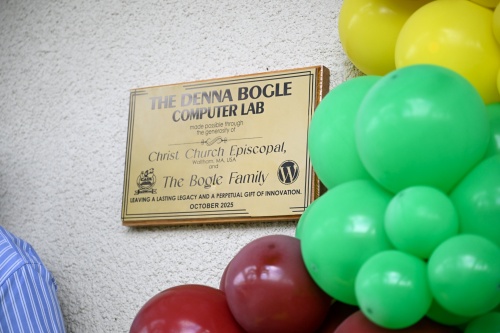 THE DENNA BOGLE
COMPUTER LAB
made possible through
the generosity of
Christ Church Episcopal,
Waltham, MA, USA
and
The Bogle Family
LEAVING A LASTING LEGACY AND A PERPETUAL GIFT OF INNOVATION.
OCTOBER 2025